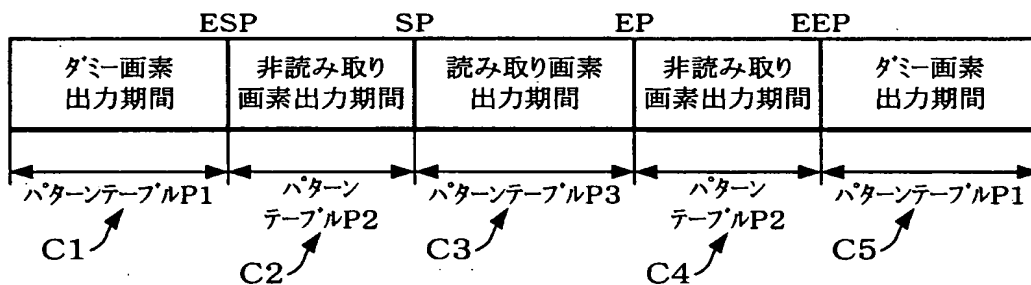 ESP SP EP EEP
ダミー画素 非読み取り 読み取り画素 非読み取り ダミー画素
出力期間 画素出力期間 出力期間 画素出力期間 出力期間
パターンテーブルP1 パターン パターンテーブルP3 パターン パターンテーブルP1
テーブルP2 テーブルP2
C1 C2 C3 C4 C5